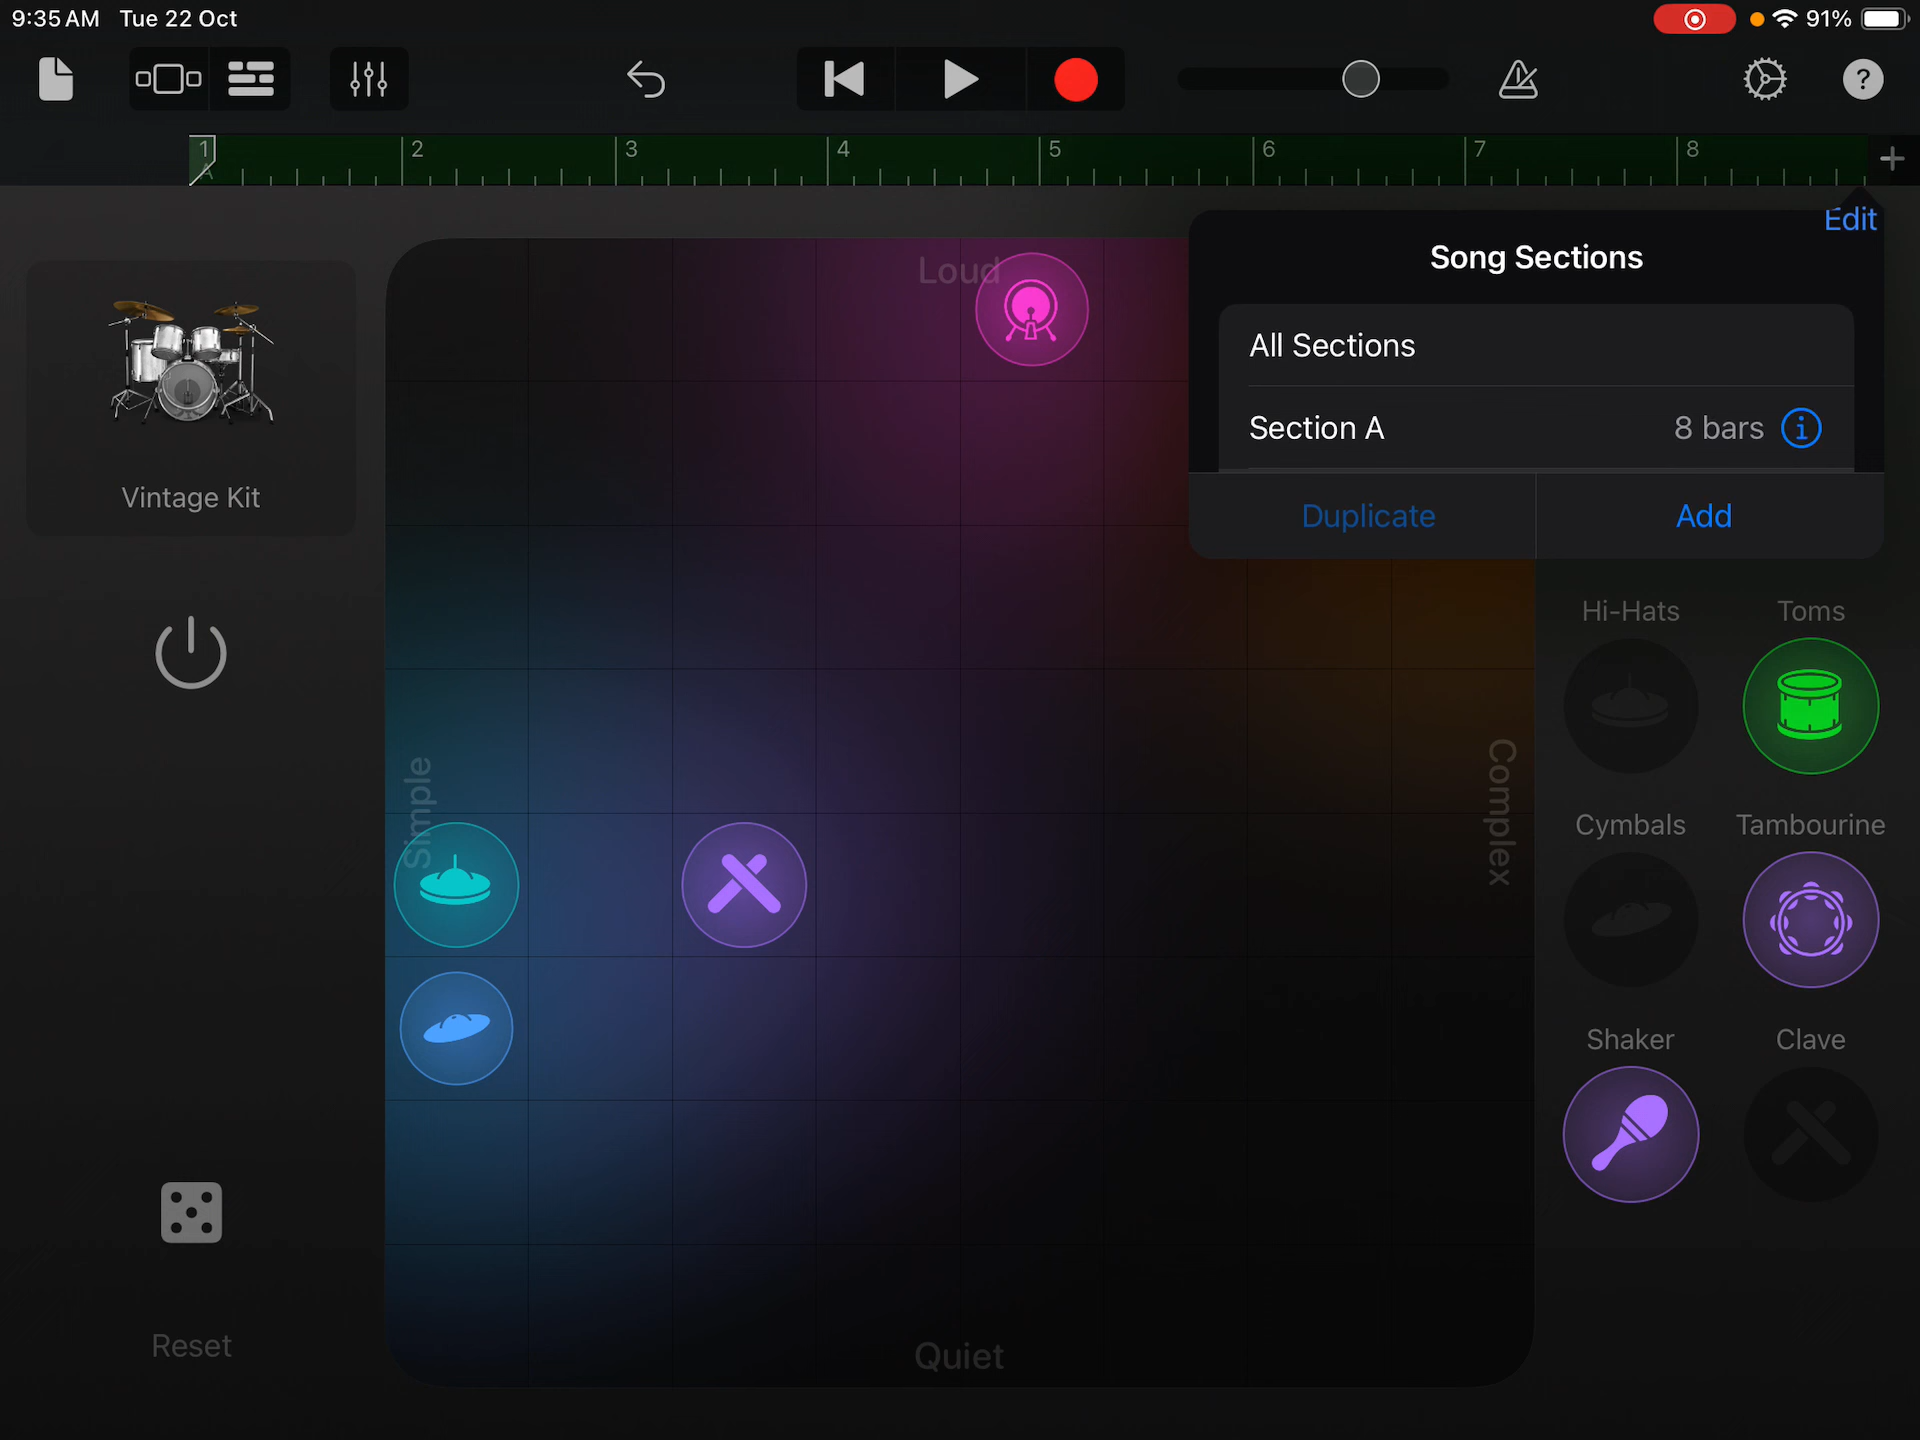 9:35 AM Tue 22 Oct
91%
1 2 3 4 5 6 7 8
A
Edit
Song Sections
All Sections
Section A 8 bars
Duplicate Add
Loud
Vintage Kit
Simple
Complex
Quiet
Hi-Hats Toms
Cymbals Tambourine
Shaker Clave
Reset